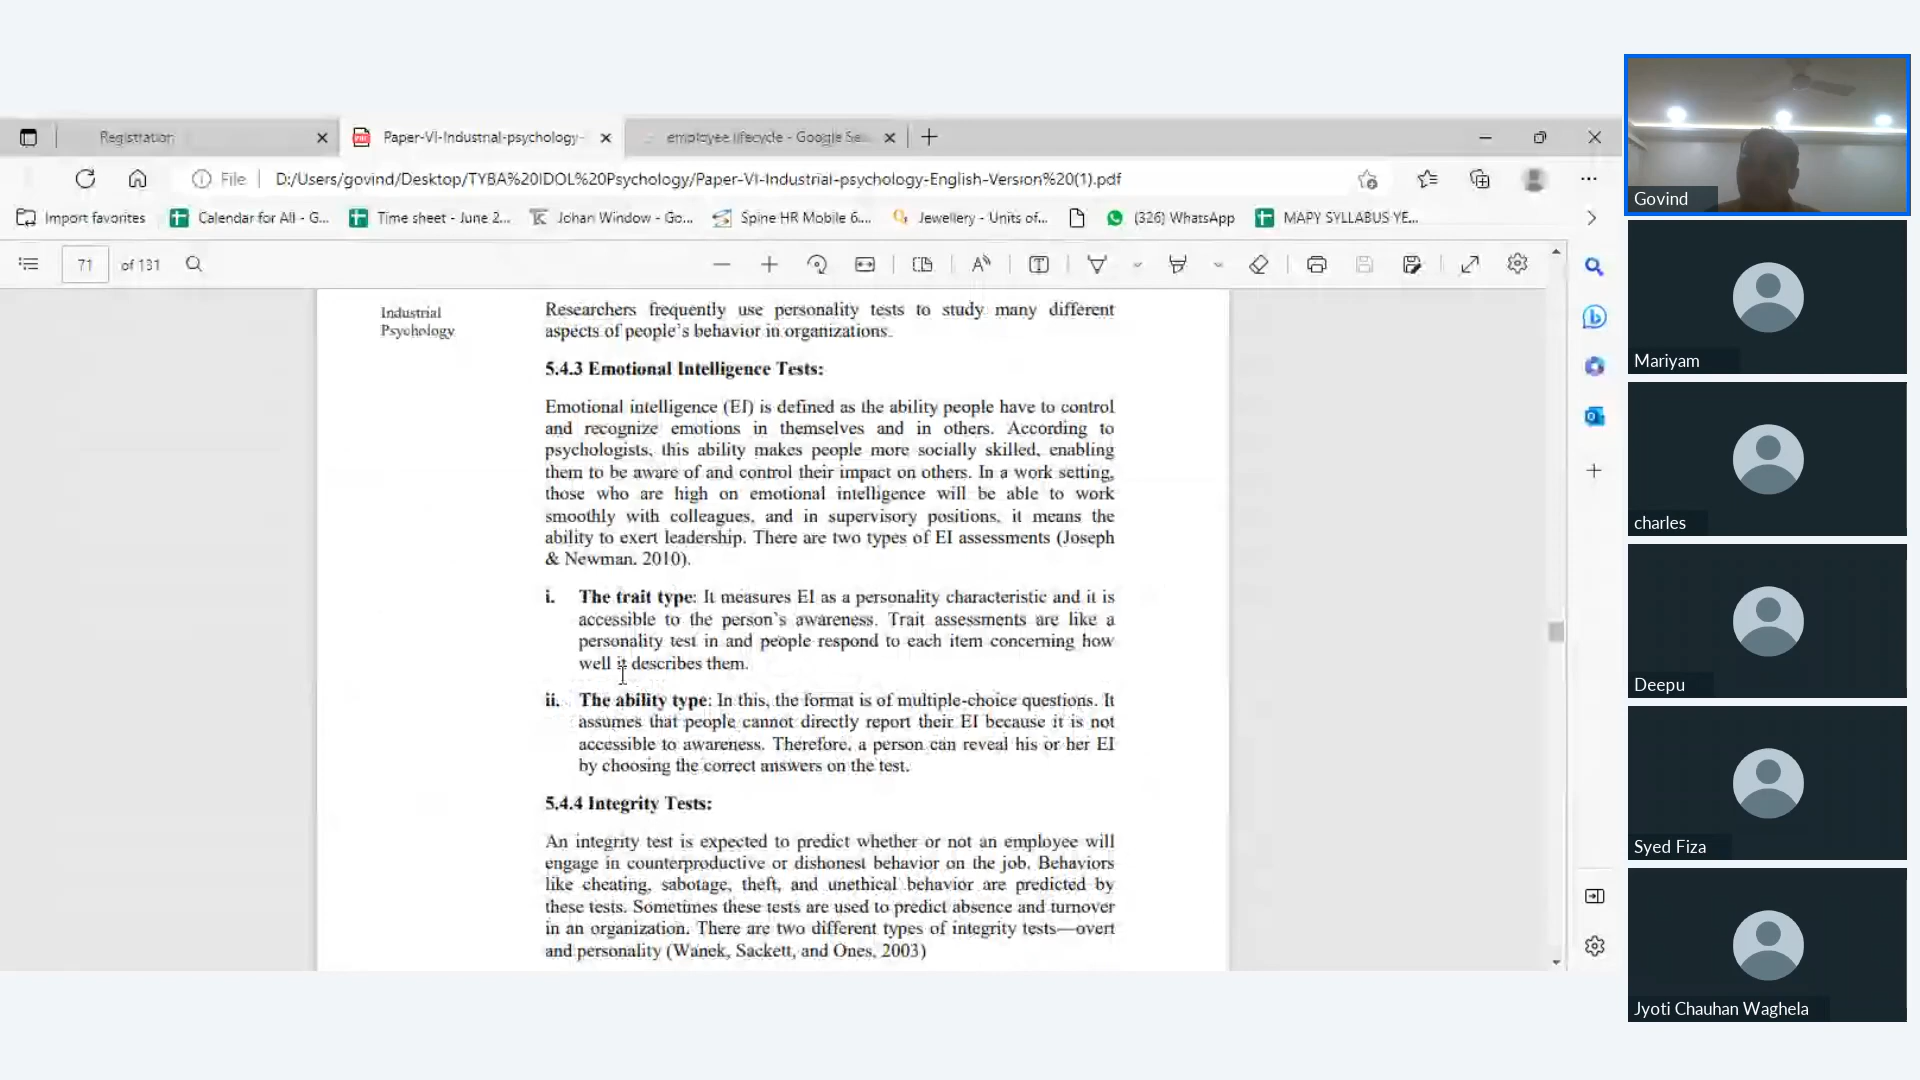 Registration
Paper-VI-Industrial-psychology-
employee lifecycle - Google Se...
File
D:/Users/govind/Desktop/TYBA%20IDOL%20Psychology/Paper-VI-Industrial-psychology-English-Version%20(1).pdf
Import favorites
Calendar for All - G...
Time sheet - June 2...
Johan Window - Go...
Spine HR Mobile 6....
Jewellery - Units of...
(326) WhatsApp
MAPY SYLLABUS YE...
71 of 131
Industrial
Psychology
Researchers frequently use personality tests to study many different
aspects of people's behavior in organizations.
5.4.3 Emotional Intelligence Tests:
Emotional intelligence (EI) is defined as the ability people have to control
and recognize emotions in themselves and in others. According to
psychologists, this ability makes people more socially skilled, enabling
them to be aware of and control their impact on others. In a work setting,
those who are high on emotional intelligence will be able to work
smoothly with colleagues, and in supervisory positions, it means the
ability to exert leadership. There are two types of EI assessments (Joseph
& Newman, 2010).
i. The trait type: It measures EI as a personality characteristic and it is
accessible to the person's awareness. Trait assessments are like a
personality test in and people respond to each item concerning how
well it describes them.
ii. The ability type: In this, the format is of multiple-choice questions. It
assumes that people cannot directly report their EI because it is not
accessible to awareness. Therefore, a person can reveal his or her EI
by choosing the correct answers on the test.
5.4.4 Integrity Tests:
An integrity test is expected to predict whether or not an employee will
engage in counterproductive or dishonest behavior on the job. Behaviors
like cheating, sabotage, theft, and unethical behavior are predicted by
these tests. Sometimes these tests are used to predict absence and turnover
in an organization. There are two different types of integrity tests—overt
and personality (Wanek, Sackett, and Ones, 2003)
Govind
Mariyam
charles
Deepu
Syed Fiza
Jyoti Chauhan Waghela